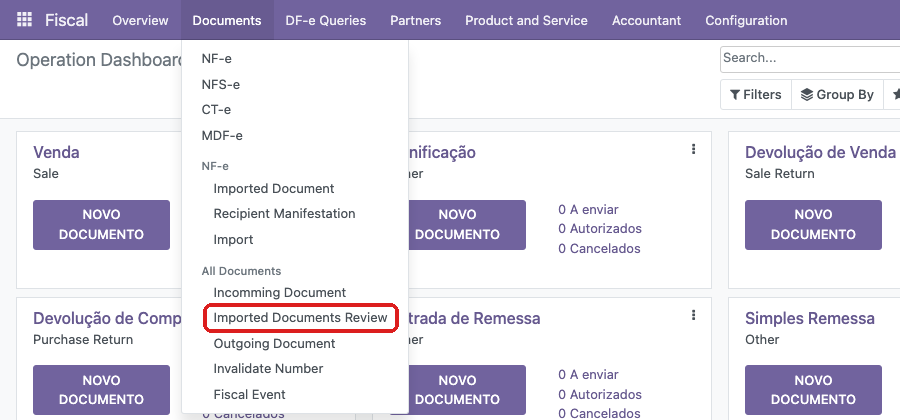 Fiscal Overview Documents DF-e Queries Partners Product and Service Accountant Configuration
Operation Dashboard
Search...
Filters Group By
NF-e
NFS-e
CT-e
MDF-e
NF-e
Imported Document
Recipient Manifestation
Import
All Documents
Incomming Document
Imported Documents Review
Outgoing Document
Invalidate Number
Fiscal Event
Venda
Sale
NOVO
DOCUMENTO
nificação
ner
NOVO
DOCUMENTO
0 A enviar
0 Autorizados
0 Cancelados
Devolução de Venda
Sale Return
NOVO
DOCUMENTO
Devolução de Comp
Purchase Return
NOVO
DOCUMENTO
0 Cancelados
trada de Remessa
ner
NOVO
DOCUMENTO
0 A enviar
0 Autorizados
0 Cancelados
Simples Remessa
Other
NOVO
DOCUMENTO